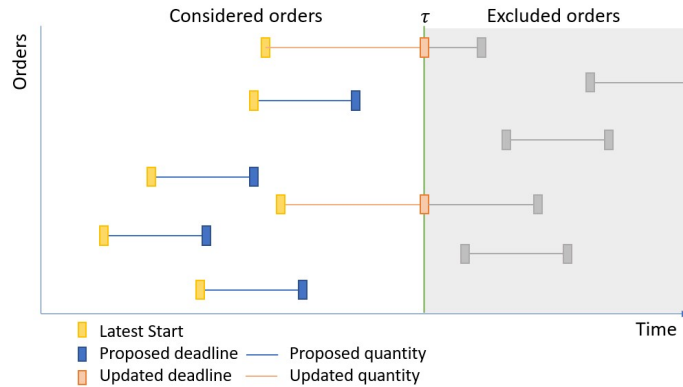 Considered orders τ Excluded orders
Orders
Time
Latest Start
Proposed deadline Proposed quantity
Updated deadline Updated quantity